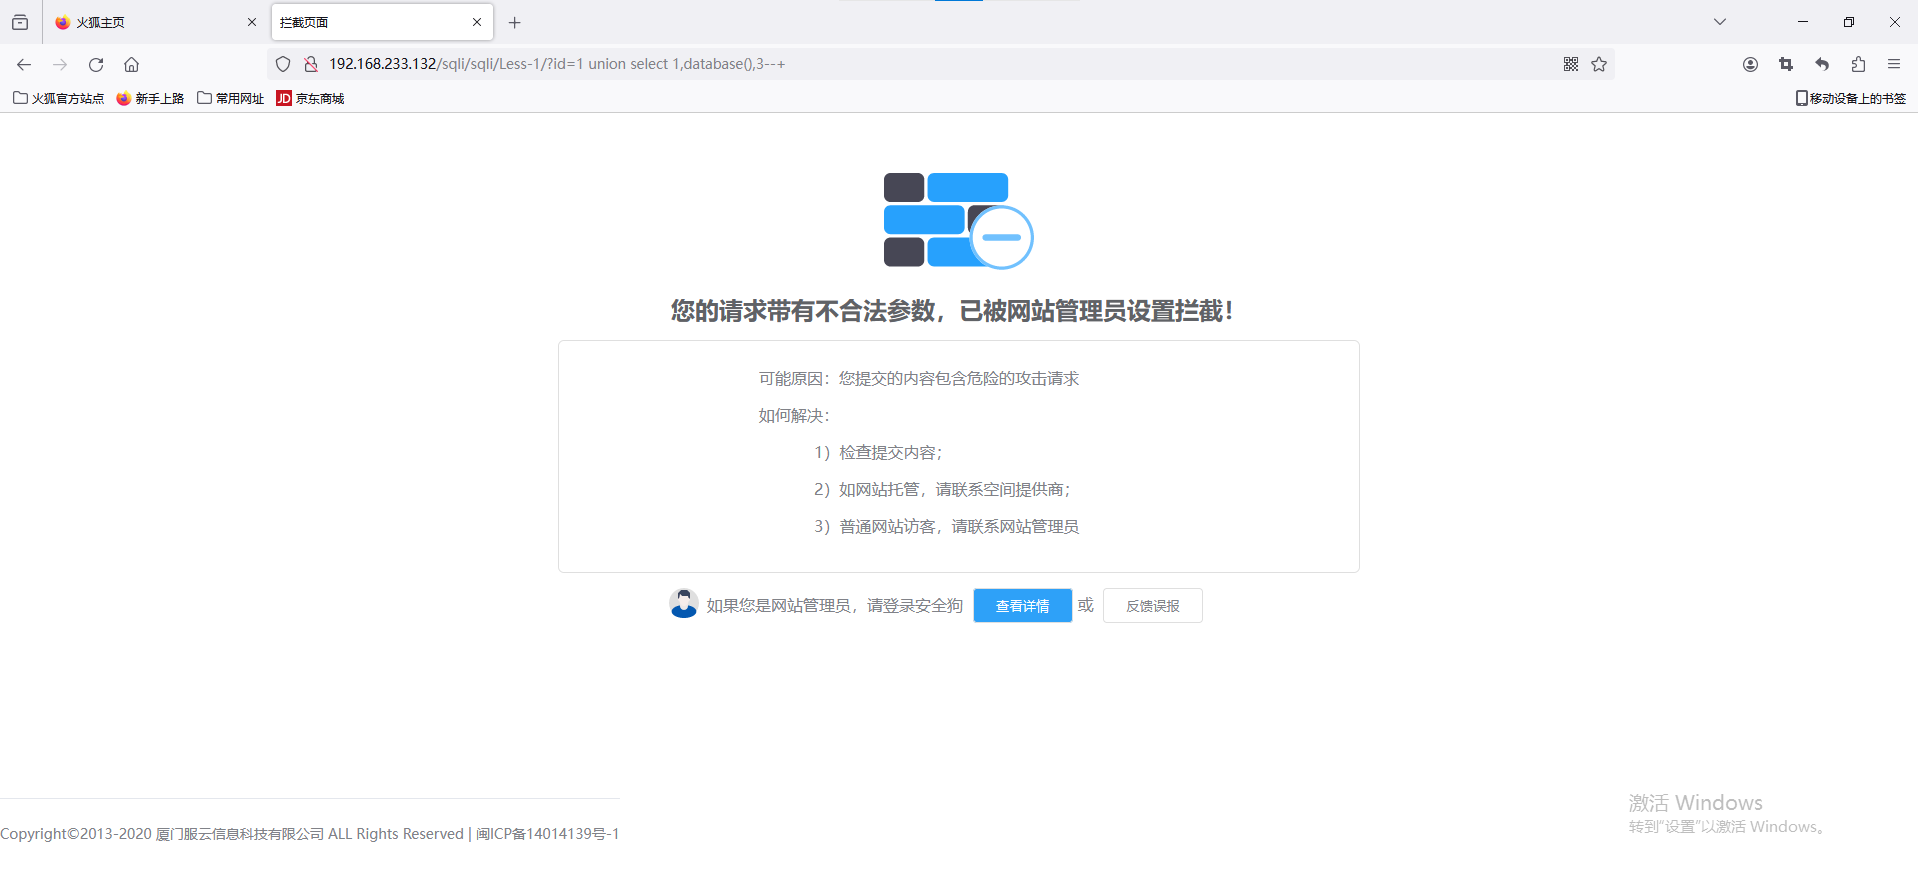 火狐主页
拦截页面
192.168.233.132/sqli/sqli/Less-1/?id=1 union select 1,database(),3--+
火狐官方站点 新手上路 常用网址 JD 京东商城 移动设备上的书签
您的请求带有不合法参数，已被网站管理员设置拦截！
可能原因：您提交的内容包含危险的攻击请求
如何解决：
1）检查提交内容；
2）如网站托管，请联系空间提供商；
3）普通网站访客，请联系网站管理员
如果您是网站管理员，请登录安全狗 查看详情 或 反馈误报
激活 Windows
转到“设置”以激活 Windows。
Copyright©2013-2020 厦门服云信息科技有限公司 ALL Rights Reserved | 闽ICP备14014139号-1